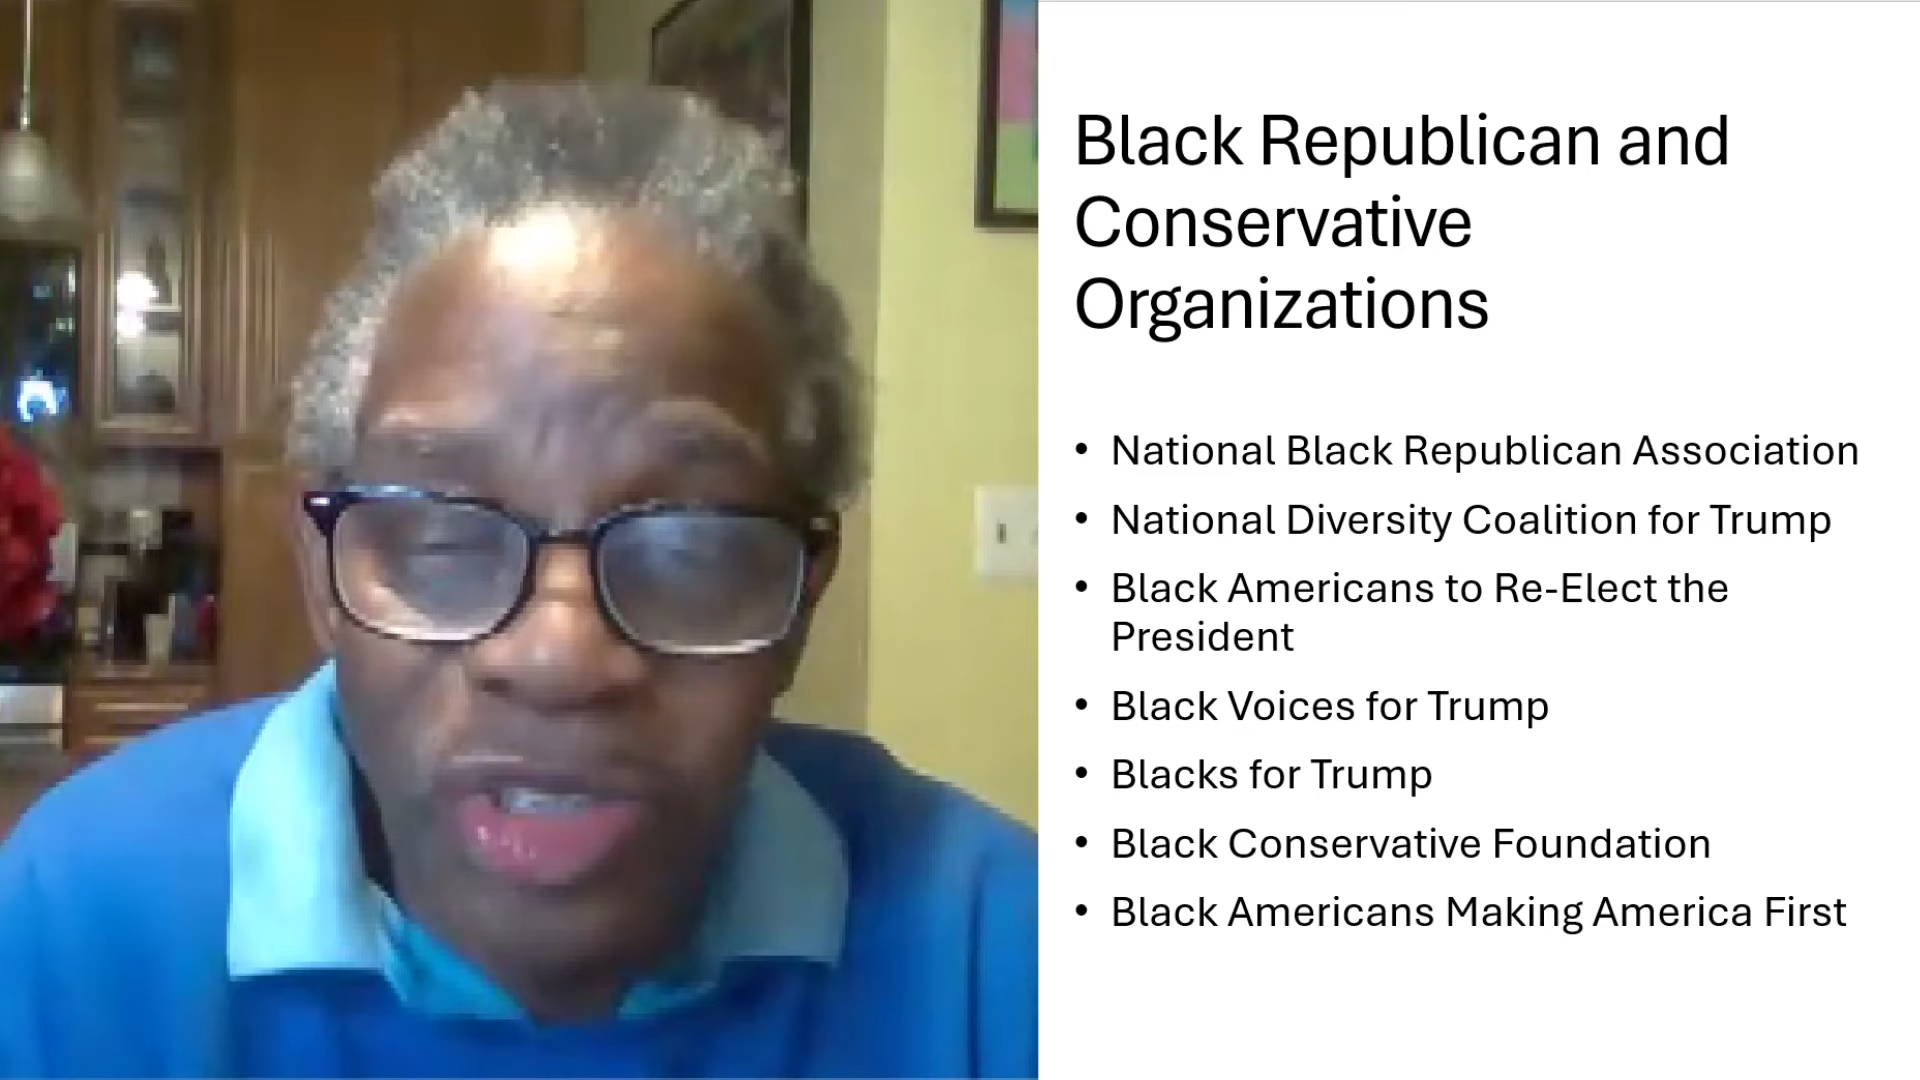 Black Republican and
Conservative
Organizations
• National Black Republican Association
• National Diversity Coalition for Trump
• Black Americans to Re-Elect the
President
• Black Voices for Trump
• Blacks for Trump
• Black Conservative Foundation
• Black Americans Making America First